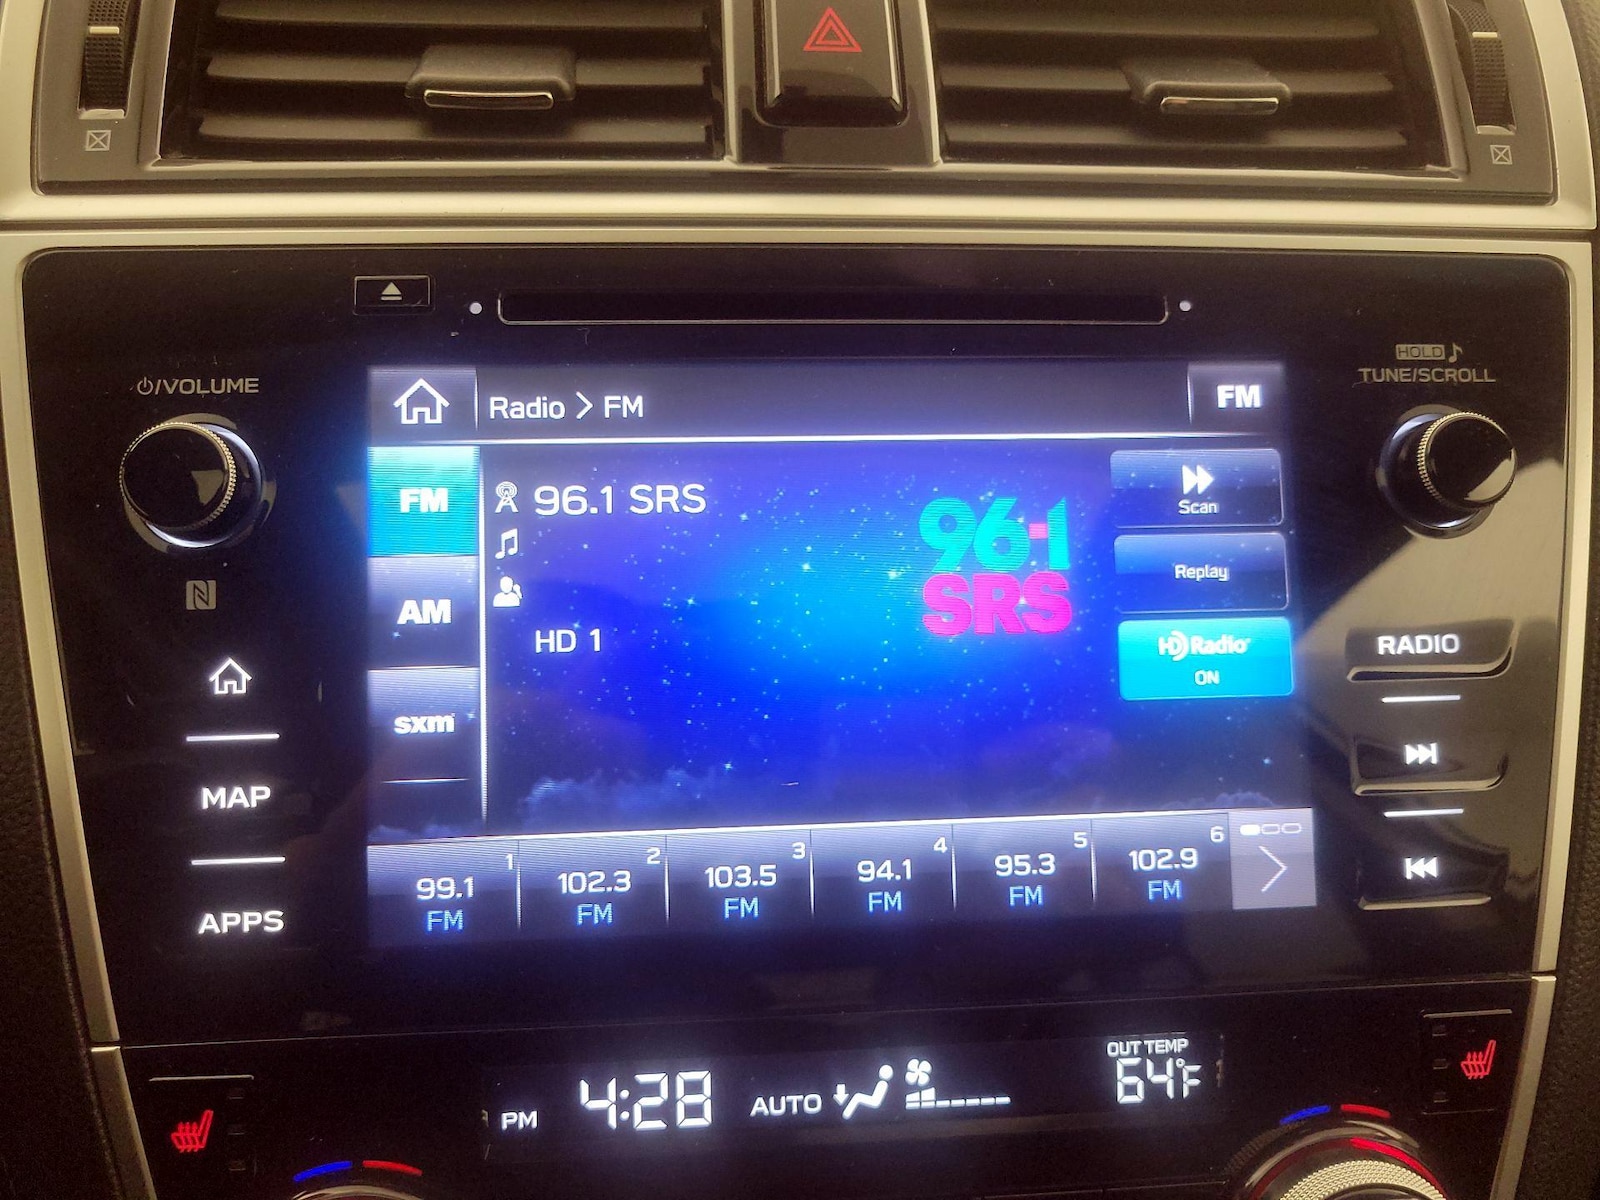 HOLD
/VOLUME
TUNE/SCROLL
Radio > FM
FM
FM
96.1 SRS
96.1
SRS
Scan
Replay
AM
HD 1
HD Radio
ON
RADIO
sxm
MAP
APPS
1
2
3
4
5
6
99.1
102.3
103.5
94.1
95.3
102.9
FM
FM
FM
FM
FM
FM
OUT TEMP
PM
4:28
AUTO
64°F